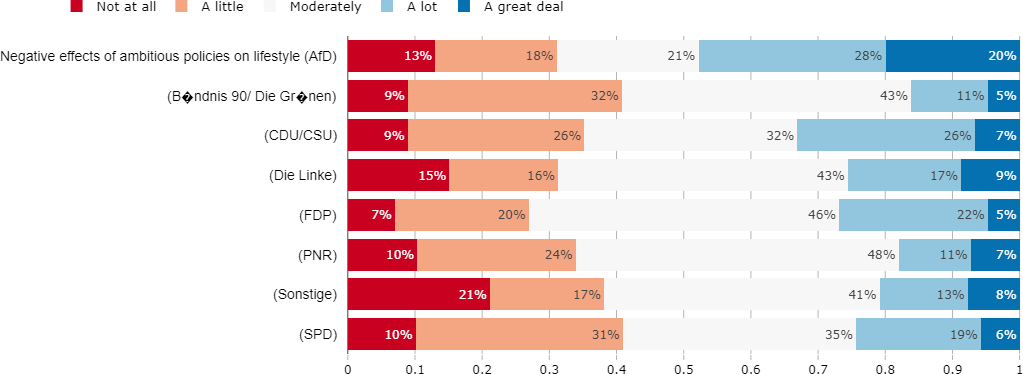 Not at all A little Moderately A lot A great deal
Negative effects of ambitious policies on lifestyle (AfD) 13% 18% 21% 28% 20%
(B�ndnis 90/ Die Gr�nen) 9% 32% 43% 11% 5%
(CDU/CSU) 9% 26% 32% 26% 7%
(Die Linke) 15% 16% 43% 17% 9%
(FDP) 7% 20% 46% 22% 5%
(PNR) 10% 24% 48% 11% 7%
(Sonstige) 21% 17% 41% 13% 8%
(SPD) 10% 31% 35% 19% 6%
0 0.1 0.2 0.3 0.4 0.5 0.6 0.7 0.8 0.9 1